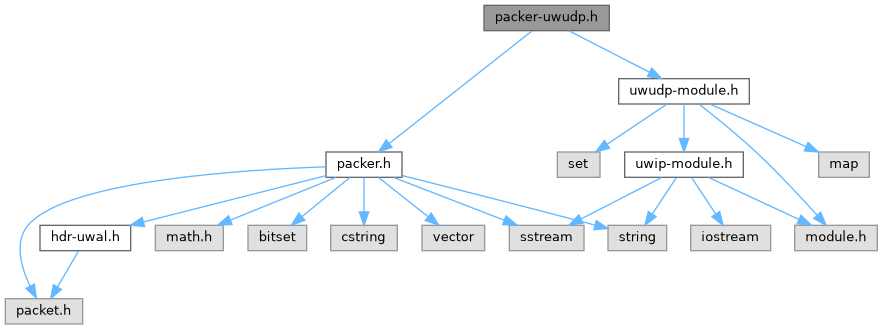 packer-uwudp.h
uwudp-module.h
packer.h
set
uwip-module.h
map
hdr-uwal.h
math.h
bitset
cstring
vector
sstream
string
iostream
module.h
packet.h